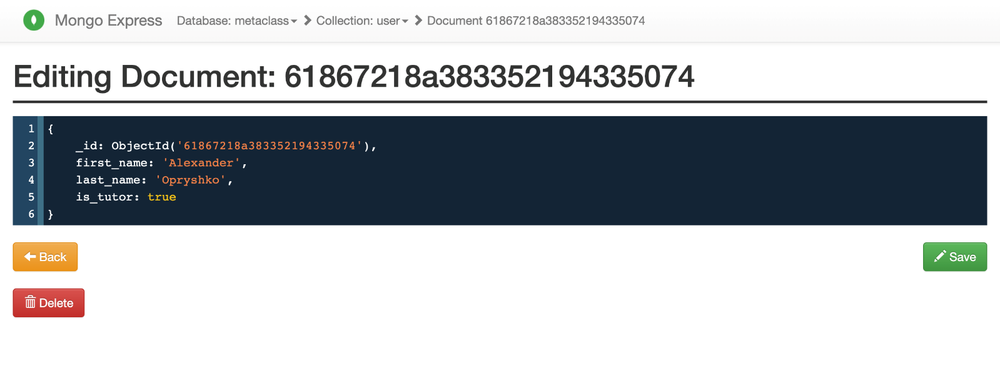 Mongo Express Database: metaclass Collection: user Document 61867218a383352194335074
Editing Document: 61867218a383352194335074
1 {
2 _id: ObjectId('61867218a383352194335074'),
3 first_name: 'Alexander',
4 last_name: 'Opryshko',
5 is_tutor: true
6 }
Back
Save
Delete